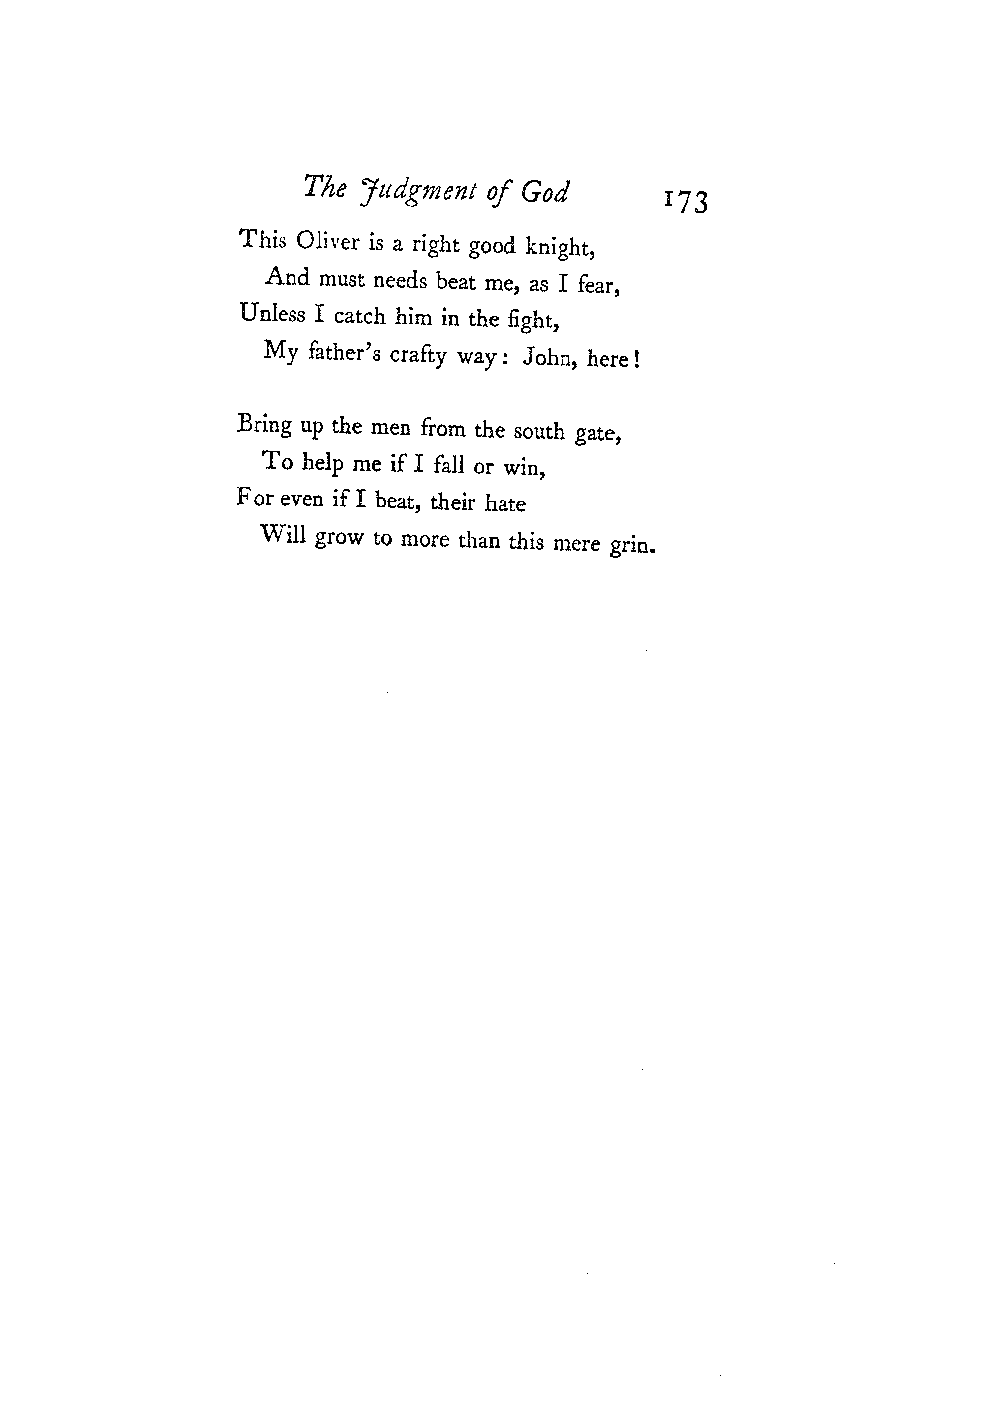 The Judgment of God 173
This Oliver is a right good knight,
And must needs beat me, as I fear,
Unless I catch him in the fight,
My father's crafty way: John, here!

Bring up the men from the south gate,
To help me if I fall or win,
For even if I beat, their hate
Will grow to more than this mere grin.